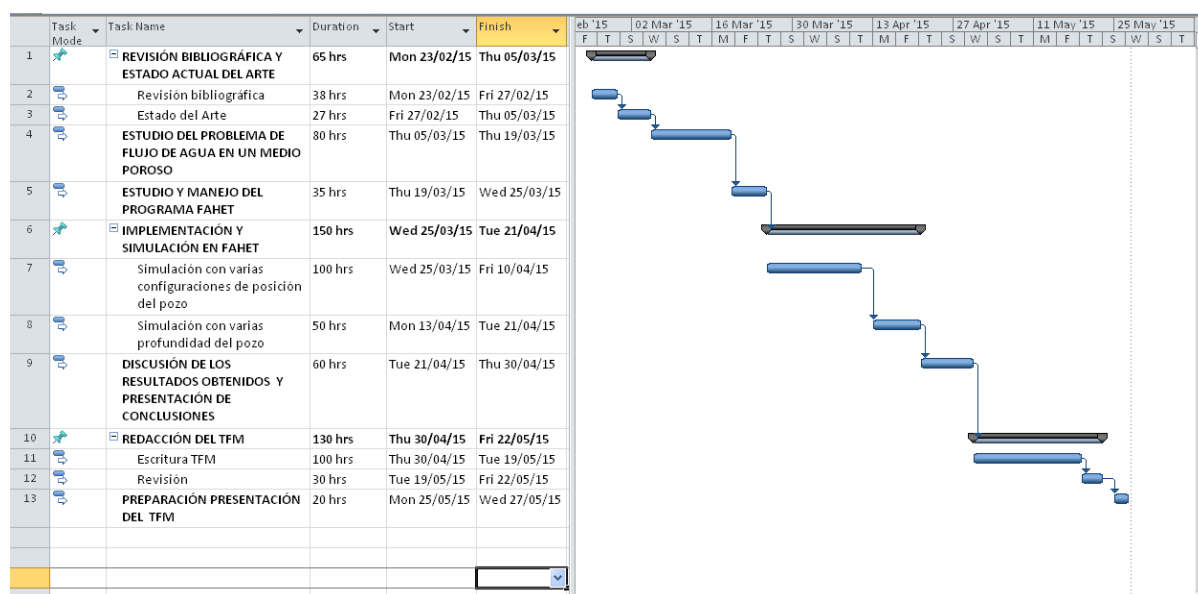 Task Mode Task Name Duration Start Finish
eb '15 02 Mar '15 16 Mar '15 30 Mar '15 13 Apr '15 27 Apr '15 11 May '15 25 May '15
F T S W S T M F T S W S T M F T S W S T M F T S W S T
1 REVISIÓN BIBLIOGRÁFICA Y 65 hrs Mon 23/02/15 Thu 05/03/15
ESTADO ACTUAL DEL ARTE
2 Revisión bibliográfica 38 hrs Mon 23/02/15 Fri 27/02/15
3 Estado del Arte 27 hrs Fri 27/02/15 Thu 05/03/15
4 ESTUDIO DEL PROBLEMA DE 80 hrs Thu 05/03/15 Thu 19/03/15
FLUJO DE AGUA EN UN MEDIO
POROSO
5 ESTUDIO Y MANEJO DEL 35 hrs Thu 19/03/15 Wed 25/03/15
PROGRAMA FAHET
6 IMPLEMENTACIÓN Y 150 hrs Wed 25/03/15 Tue 21/04/15
SIMULACIÓN EN FAHET
7 Simulación con varias 100 hrs Wed 25/03/15 Fri 10/04/15
configuraciones de posición
del pozo
8 Simulación con varias 50 hrs Mon 13/04/15 Tue 21/04/15
profundidad del pozo
9 DISCUSIÓN DE LOS 60 hrs Tue 21/04/15 Thu 30/04/15
RESULTADOS OBTENIDOS Y
PRESENTACIÓN DE
CONCLUSIONES
10 REDACCIÓN DEL TFM 130 hrs Thu 30/04/15 Fri 22/05/15
11 Escritura TFM 100 hrs Thu 30/04/15 Tue 19/05/15
12 Revisión 30 hrs Tue 19/05/15 Fri 22/05/15
13 PREPARACIÓN PRESENTACIÓN 20 hrs Mon 25/05/15 Wed 27/05/15
DEL TFM